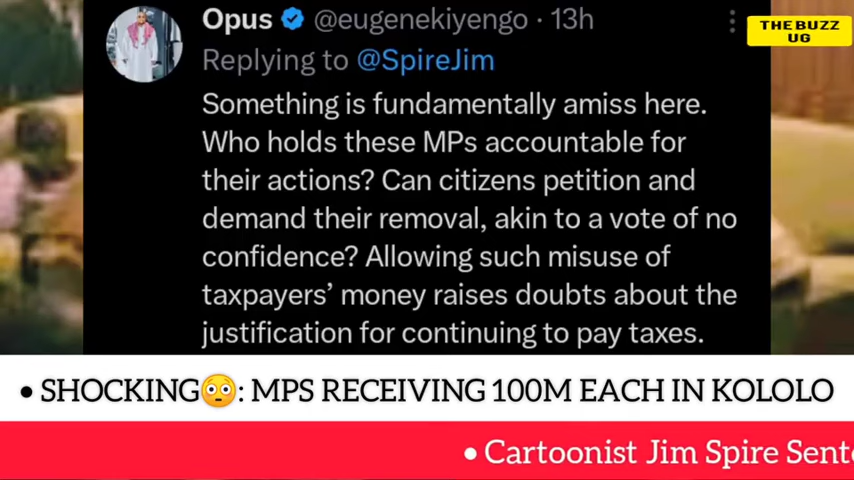 Opus @eugenekiyengo · 13h
THE BUZZ
UG
Replying to @SpireJim
Something is fundamentally amiss here.
Who holds these MPs accountable for
their actions? Can citizens petition and
demand their removal, akin to a vote of no
confidence? Allowing such misuse of
taxpayers’ money raises doubts about the
justification for continuing to pay taxes.
• SHOCKING😳: MPS RECEIVING 100M EACH IN KOLOLO
• Cartoonist Jim Spire